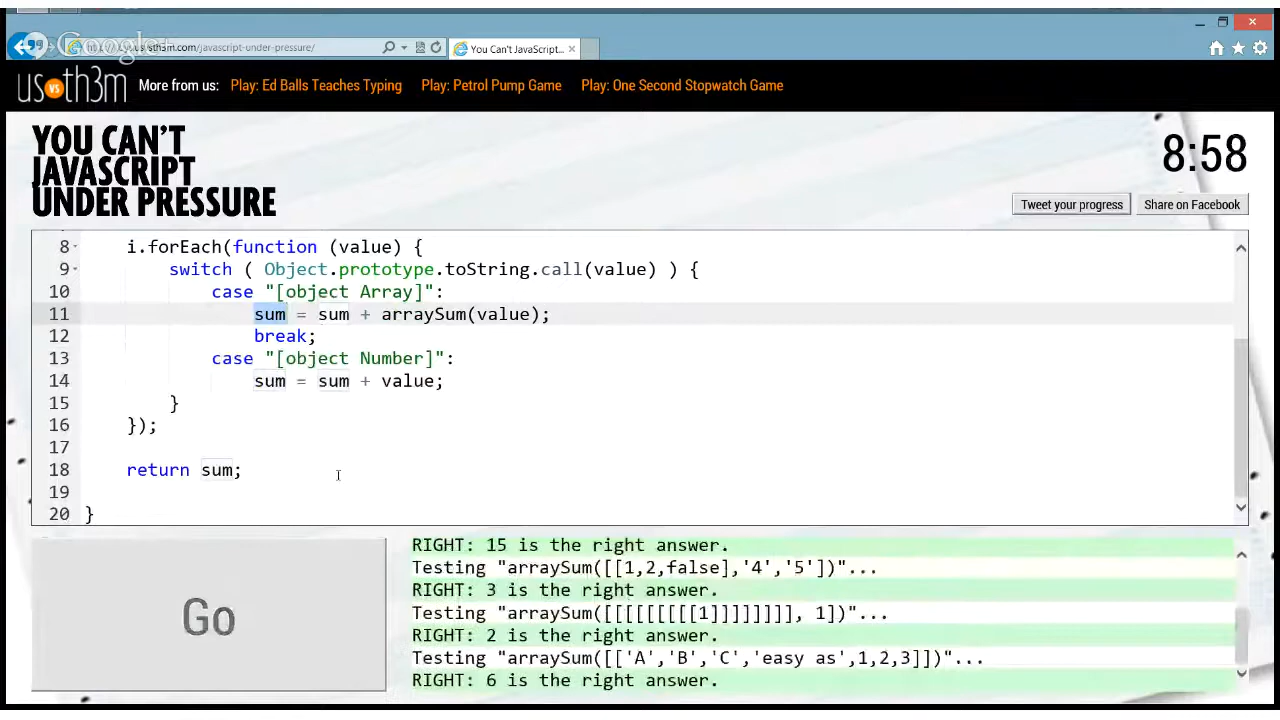 .usvsth3m.com/javascript-under-pressure/
You Can't JavaScript...
us vs th3m
More from us: Play: Ed Balls Teaches Typing Play: Petrol Pump Game Play: One Second Stopwatch Game
YOU CAN'T
JAVASCRIPT
UNDER PRESSURE
8:58
Tweet your progress
Share on Facebook
8 i.forEach(function (value) {
9 switch ( Object.prototype.toString.call(value) ) {
10 case "[object Array]":
11 sum = sum + arraySum(value);
12 break;
13 case "[object Number]":
14 sum = sum + value;
15 }
16 });
17
18 return sum;
19
20 }
Go
RIGHT: 15 is the right answer.
Testing "arraySum([[1,2,false],'4','5'])"...
RIGHT: 3 is the right answer.
Testing "arraySum([[[[[[[[[1]]]]]]]], 1])"...
RIGHT: 2 is the right answer.
Testing "arraySum([['A','B','C','easy as',1,2,3]])"...
RIGHT: 6 is the right answer.